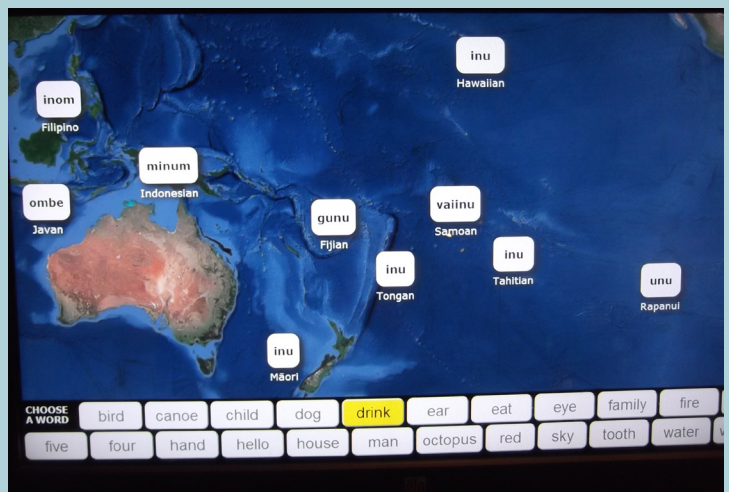 inu
Hawaiian
inom
Filipino
minum
Indonesian
ombe
Javan
gunu
Fijian
vaiinu
Samoan
inu
Tongan
inu
Tahitian
unu
Rapanui
inu
Māori
CHOOSE
A WORD
bird canoe child dog drink ear eat eye family fire
five four hand hello house man octopus red sky tooth water